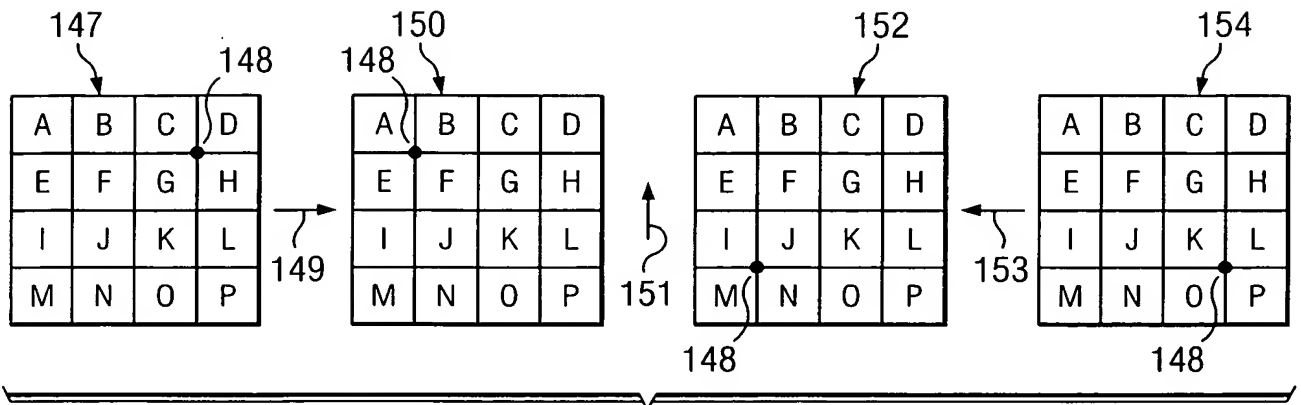 147 148 148 150 152 154
A B C D A B C D A B C D A B C D
E F G H E F G H E F G H E F G H
I J K L I J K L I J K L I J K L
149 151 153
M N O P M N O P M N O P M N O P
148 148